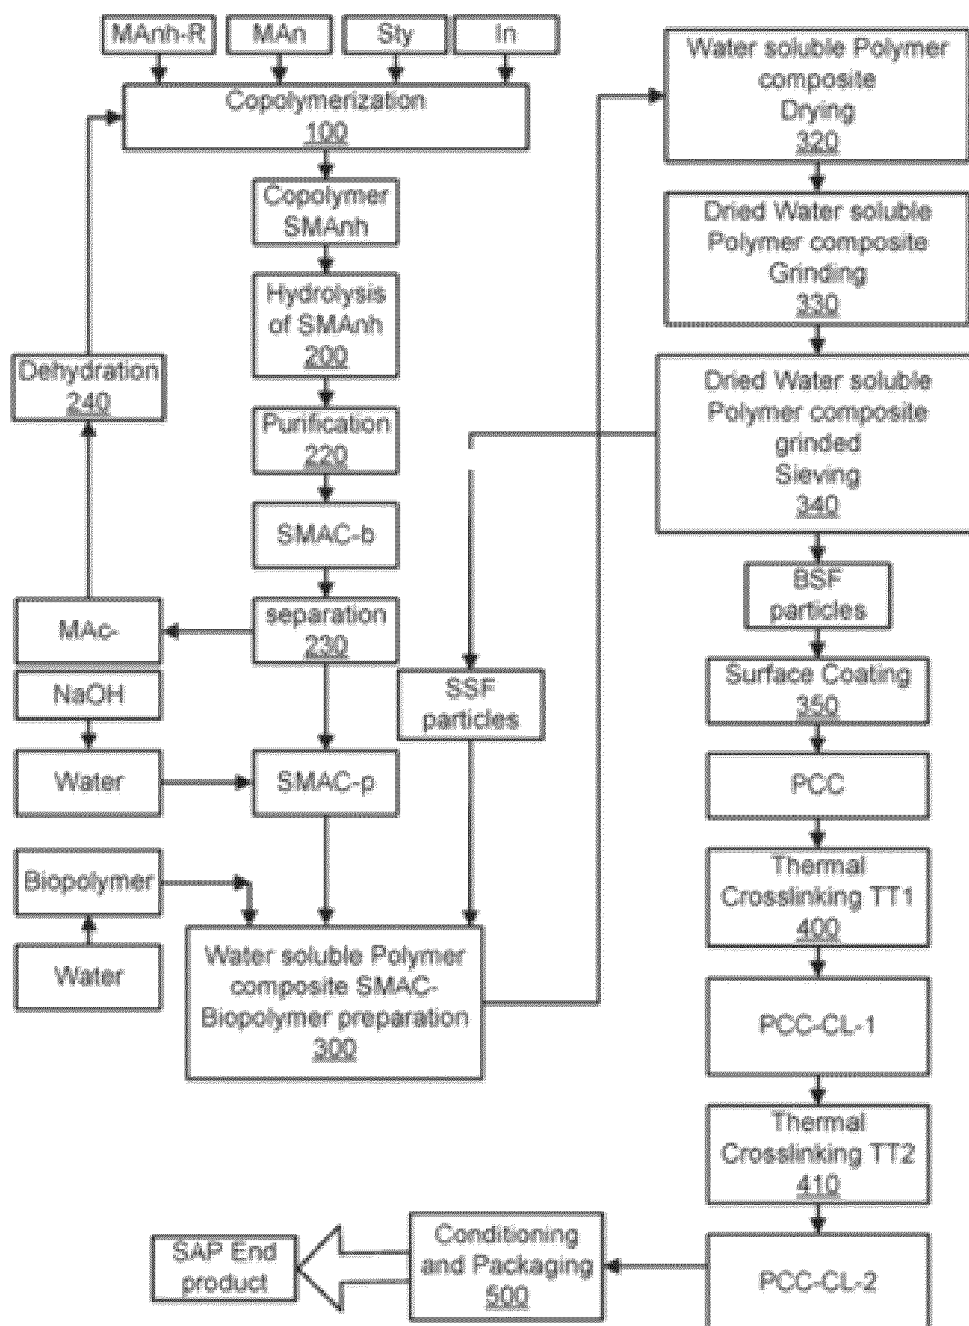 MAnh-R
MAn
Sty
In
Copolymerization
100
Copolymer
SMAnh
Hydrolysis
of SMAnh
200
Dehydration
240
Purification
220
SMAC-b
separation
230
MAc-
NaOH
Water
SMAC-p
SSF
particles
Biopolymer
Water
Water soluble Polymer
composite SMAC-
Biopolymer preparation
300
Water soluble Polymer
composite
Drying
320
Dried Water soluble
Polymer composite
Grinding
330
Dried Water soluble
Polymer composite
grinded
Sieving
340
BSF
particles
Surface Coating
350
PCC
Thermal
Crosslinking TT1
400
PCC-CL-1
Thermal
Crosslinking TT2
410
PCC-CL-2
Conditioning
and Packaging
500
SAP End
product